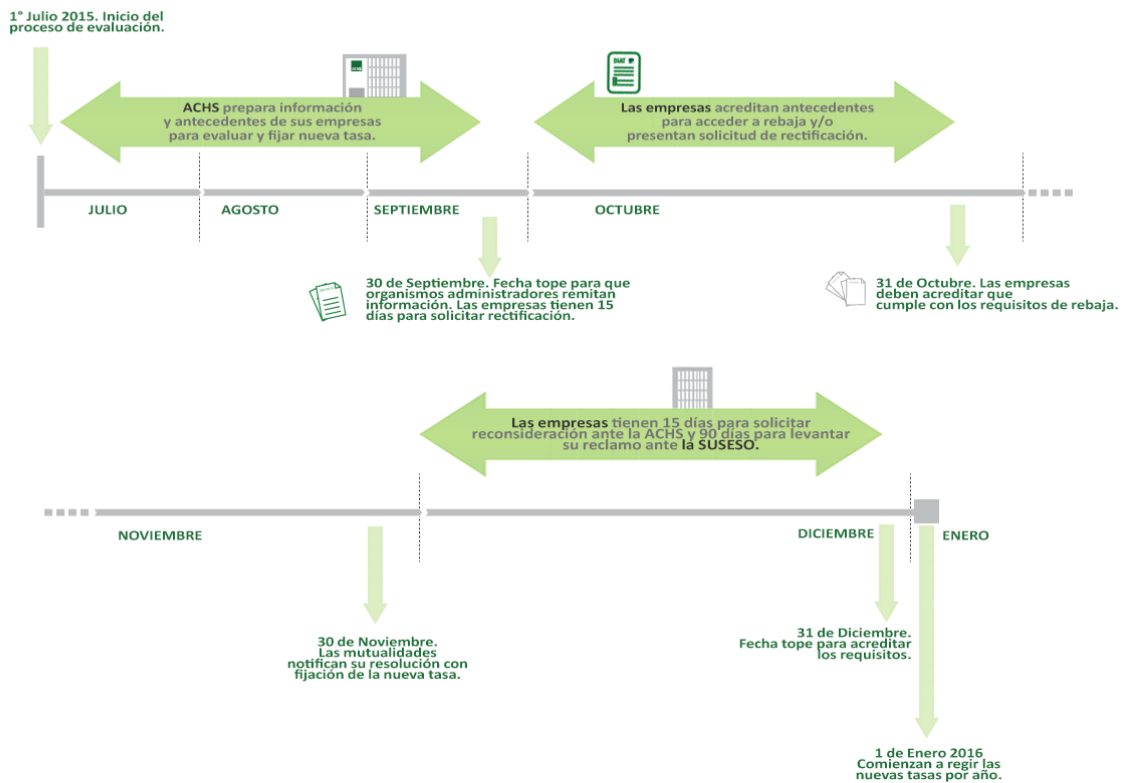 1° Julio 2015. Inicio del
proceso de evaluación.
ACHS prepara información
y antecedentes de sus empresas
para evaluar y fijar nueva tasa.
DIAT
Las empresas acreditan antecedentes
para acceder a rebaja y/o
presentan solicitud de rectificación.
JULIO
AGOSTO
SEPTIEMBRE
OCTUBRE
30 de Septiembre. Fecha tope para que
organismos administradores remitan
información. Las empresas tienen 15
días para solicitar rectificación.
31 de Octubre. Las empresas
deben acreditar que
cumple con los requisitos de rebaja.
Las empresas tienen 15 días para solicitar
reconsideración ante la ACHS y 90 días para levantar
su reclamo ante la SUSESO.
NOVIEMBRE
DICIEMBRE
ENERO
30 de Noviembre.
Las mutualidades
notifican su resolución con
fijación de la nueva tasa.
31 de Diciembre.
Fecha tope para acreditar
los requisitos.
1 de Enero 2016
Comienzan a regir las
nuevas tasas por año.